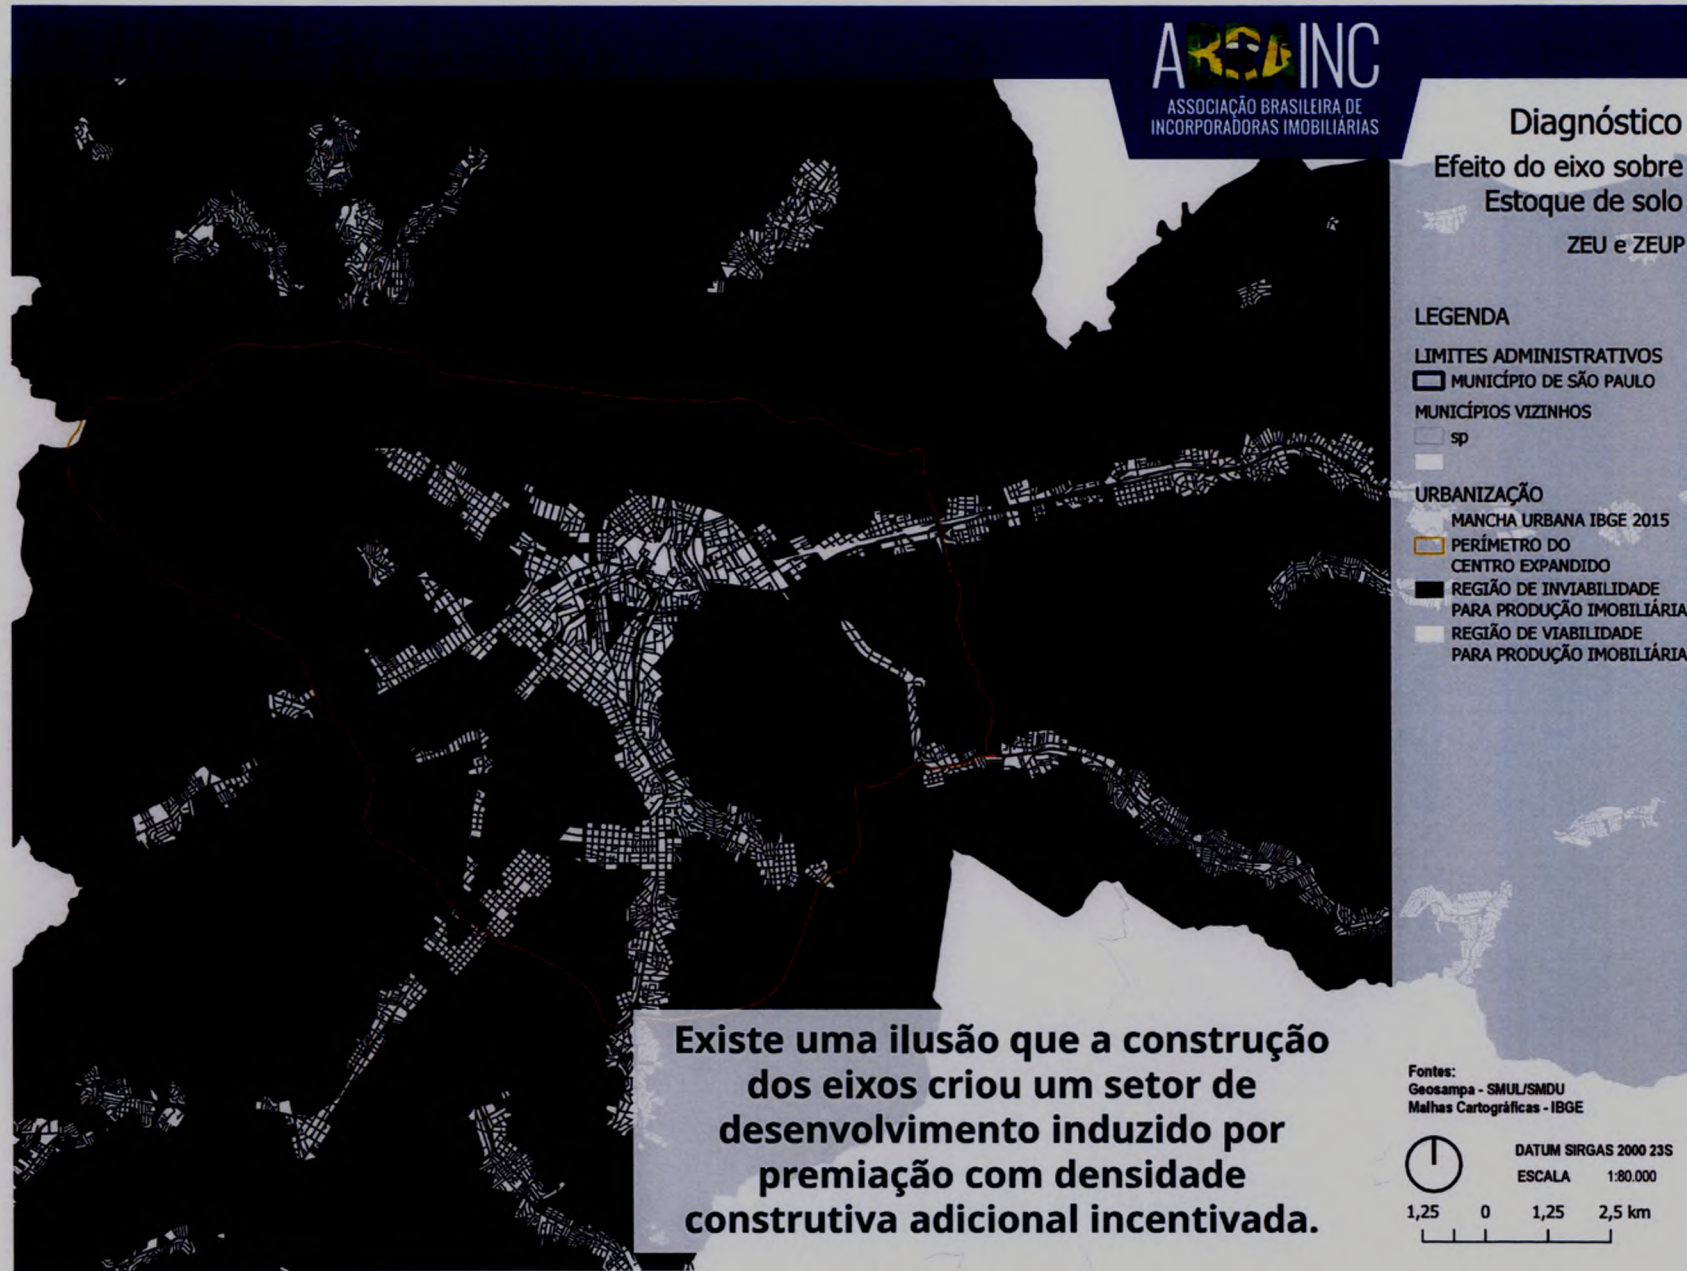 ABRAINC
ASSOCIAÇÃO BRASILEIRA DE
INCORPORADORAS IMOBILIÁRIAS
Diagnóstico
Efeito do eixo sobre
Estoque de solo
ZEU e ZEUP
LEGENDA
LIMITES ADMINISTRATIVOS
MUNICÍPIO DE SÃO PAULO
MUNICÍPIOS VIZINHOS
sp
URBANIZAÇÃO
MANCHA URBANA IBGE 2015
PERÍMETRO DO
CENTRO EXPANDIDO
REGIÃO DE INVIABILIDADE
PARA PRODUÇÃO IMOBILIÁRIA
REGIÃO DE VIABILIDADE
PARA PRODUÇÃO IMOBILIÁRIA
Existe uma ilusão que a construção
dos eixos criou um setor de
desenvolvimento induzido por
premiação com densidade
construtiva adicional incentivada.
Fontes:
Geosampa - SMUL/SMDU
Malhas Cartográficas - IBGE
DATUM SIRGAS 2000 23S
ESCALA 1:80.000
1,25 0 1,25 2,5 km